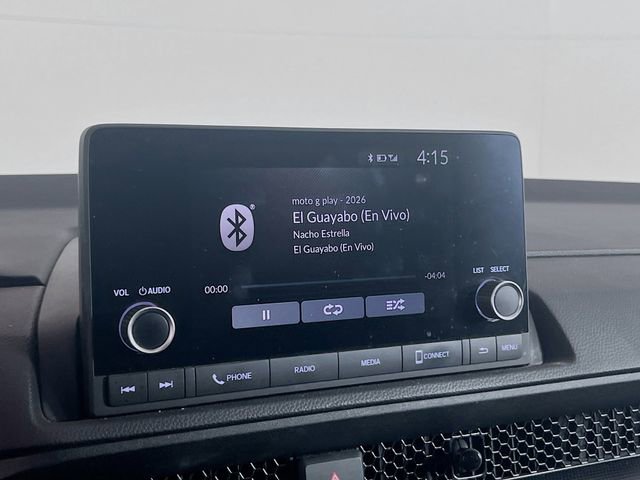 4:15
moto g play - 2026
El Guayabo (En Vivo)
Nacho Estrella
El Guayabo (En Vivo)
00:00
-04:04
VOL
AUDIO
LIST
SELECT
PHONE
RADIO
MEDIA
CONNECT
MENU